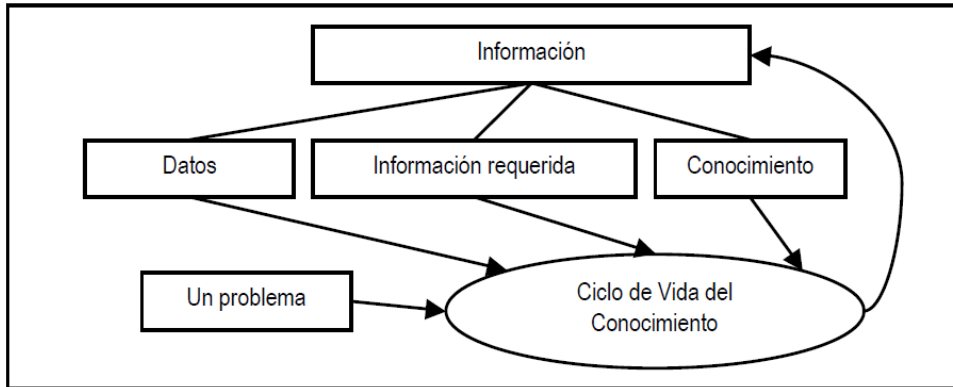 Información
Datos
Información requerida
Conocimiento
Un problema
Ciclo de Vida del
Conocimiento